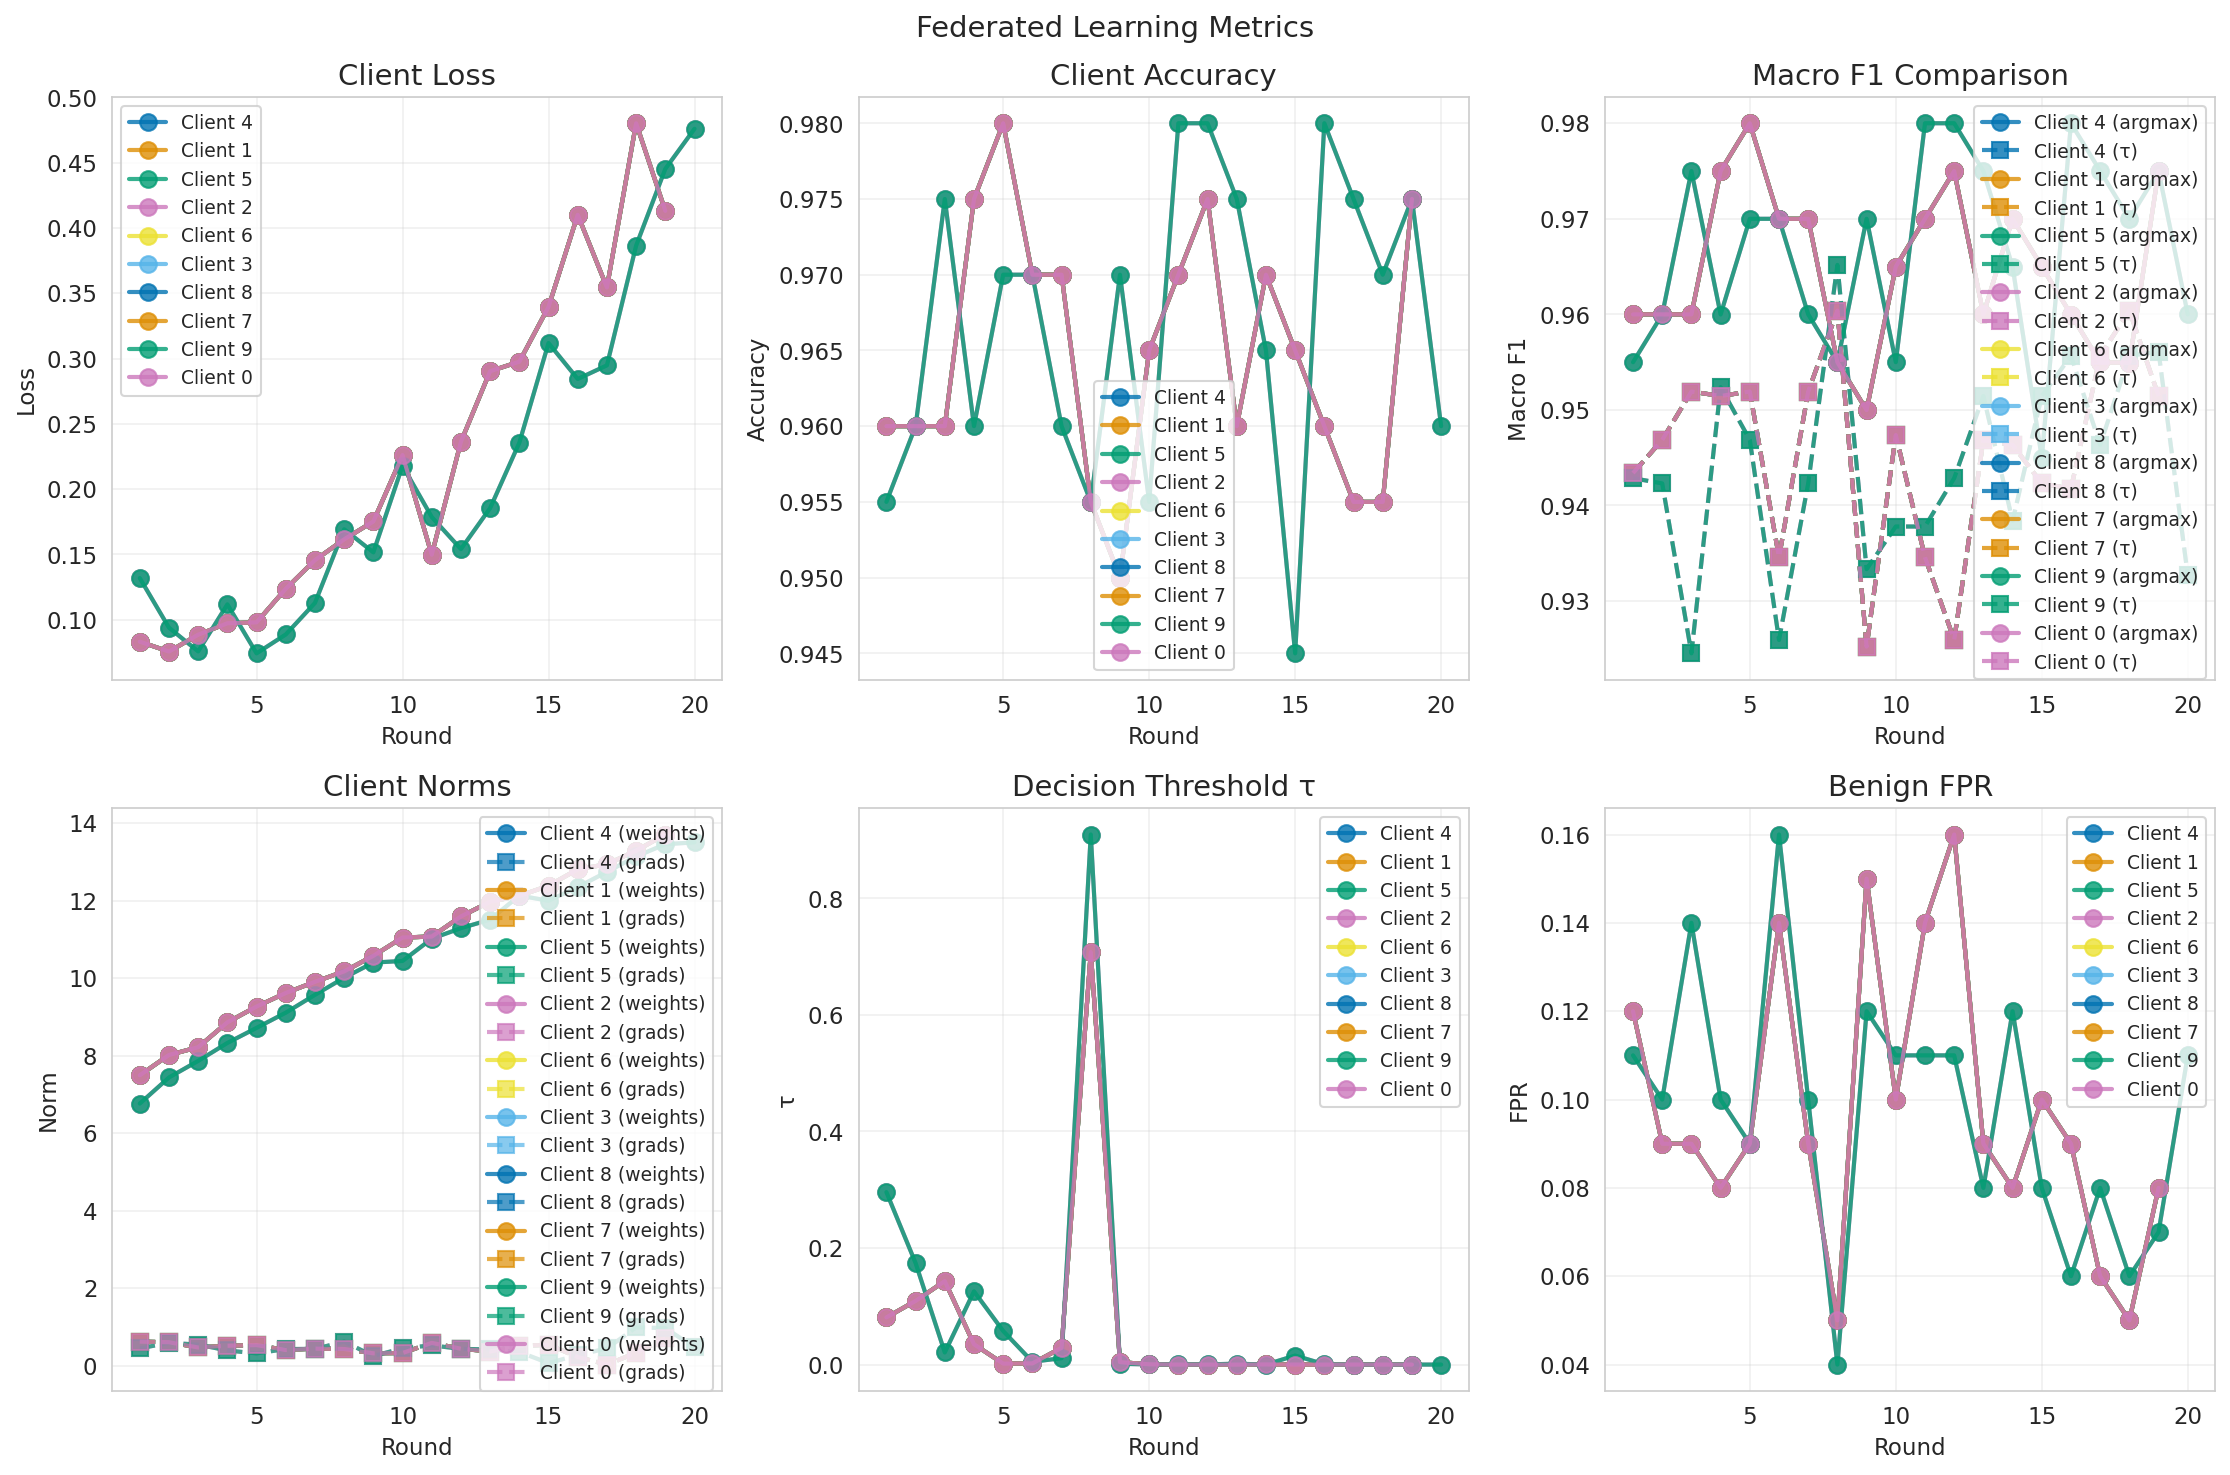 Federated Learning Metrics
Client Loss
0.50
0.45
0.40
0.35
0.30
0.25
0.20
0.15
0.10
Loss
5
10
15
20
Round
Client 4
Client 1
Client 5
Client 2
Client 6
Client 3
Client 8
Client 7
Client 9
Client 0
Client Accuracy
0.980
0.975
0.970
0.965
0.960
0.955
0.950
0.945
Accuracy
5
10
15
20
Round
Client 4
Client 1
Client 5
Client 2
Client 6
Client 3
Client 8
Client 7
Client 9
Client 0
Macro F1 Comparison
0.98
0.97
0.96
0.95
0.94
0.93
Macro F1
5
10
15
20
Round
Client 4 (argmax)
Client 4 (τ)
Client 1 (argmax)
Client 1 (τ)
Client 5 (argmax)
Client 5 (τ)
Client 2 (argmax)
Client 2 (τ)
Client 6 (argmax)
Client 6 (τ)
Client 3 (argmax)
Client 3 (τ)
Client 8 (argmax)
Client 8 (τ)
Client 7 (argmax)
Client 7 (τ)
Client 9 (argmax)
Client 9 (τ)
Client 0 (argmax)
Client 0 (τ)
Client Norms
14
12
10
8
6
4
2
0
Norm
5
10
15
20
Round
Client 4 (weights)
Client 4 (grads)
Client 1 (weights)
Client 1 (grads)
Client 5 (weights)
Client 5 (grads)
Client 2 (weights)
Client 2 (grads)
Client 6 (weights)
Client 6 (grads)
Client 3 (weights)
Client 3 (grads)
Client 8 (weights)
Client 8 (grads)
Client 7 (weights)
Client 7 (grads)
Client 9 (weights)
Client 9 (grads)
Client 0 (weights)
Client 0 (grads)
Decision Threshold τ
0.8
0.6
0.4
0.2
0.0
τ
5
10
15
20
Round
Client 4
Client 1
Client 5
Client 2
Client 6
Client 3
Client 8
Client 7
Client 9
Client 0
Benign FPR
0.16
0.14
0.12
0.10
0.08
0.06
0.04
FPR
5
10
15
20
Round
Client 4
Client 1
Client 5
Client 2
Client 6
Client 3
Client 8
Client 7
Client 9
Client 0